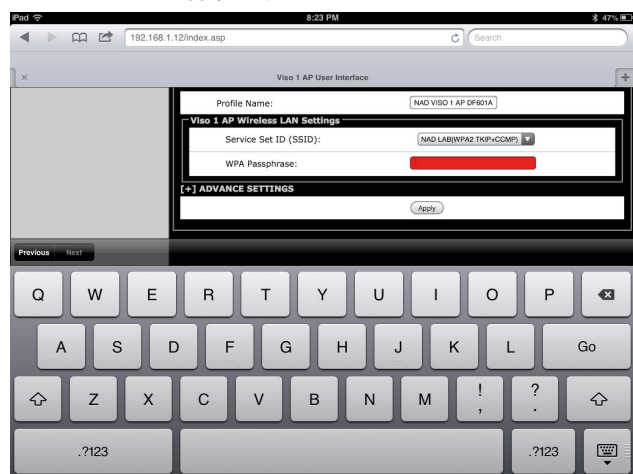 iPad 8:23 PM 47%
192.168.1.12/index.asp Search
× Viso 1 AP User Interface +
Profile Name: NAD VISO 1 AP DF601A
Viso 1 AP Wireless LAN Settings
Service Set ID (SSID): NAD LAB(WPA2 TKIP+CCMP)
WPA Passphrase:
[+] ADVANCE SETTINGS
Apply
Previous Next
Q W E R T Y U I O P
A S D F G H J K L Go
Z X C V B N M ! , ? .
.?123 .?123